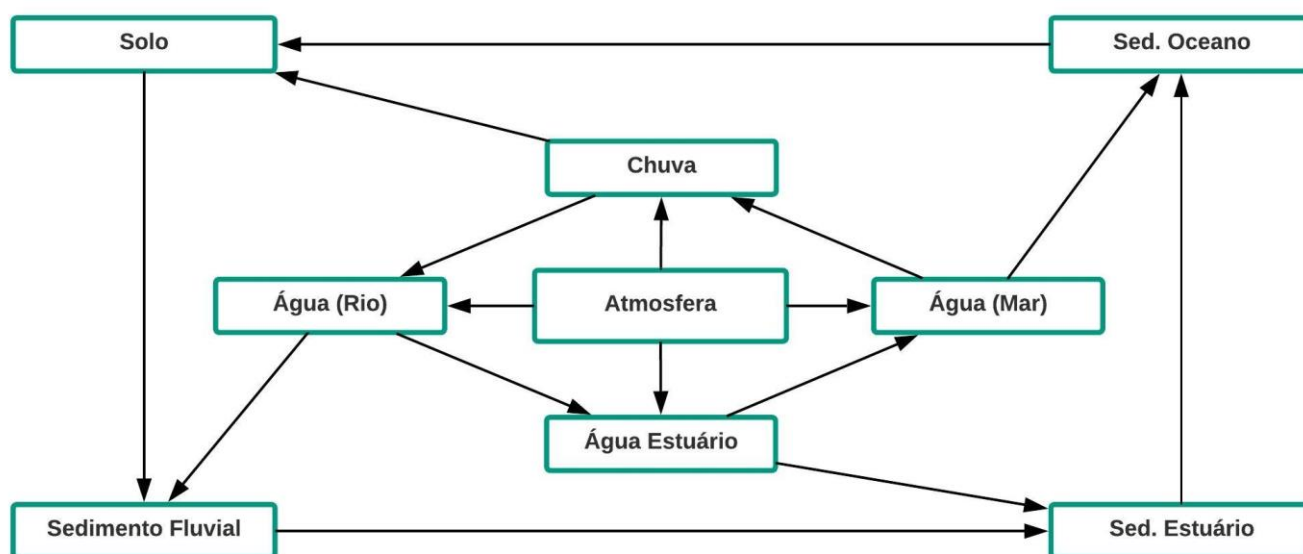 Solo
Sed. Oceano
Chuva
Água (Rio)
Atmosfera
Água (Mar)
Água Estuário
Sedimento Fluvial
Sed. Estuário